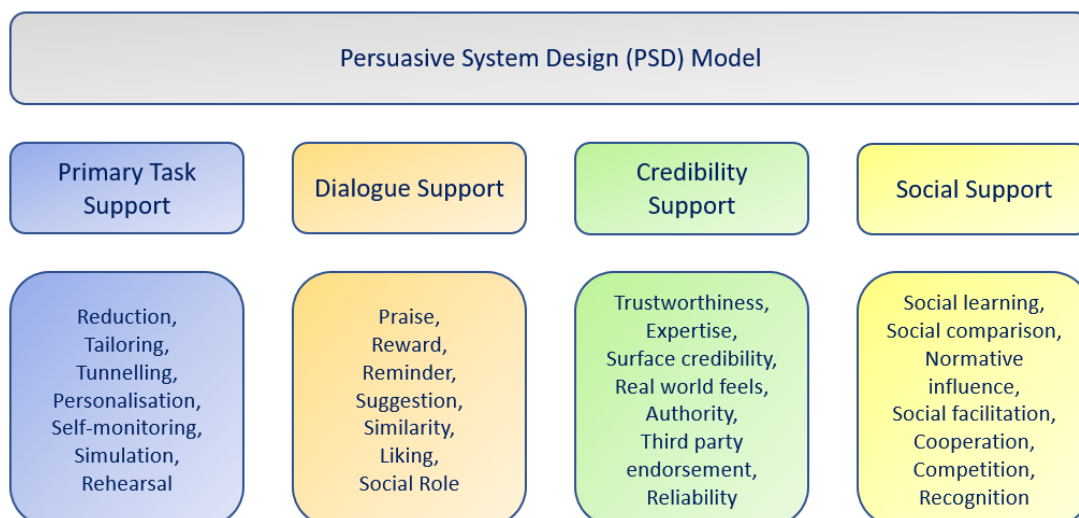 Persuasive System Design (PSD) Model
Primary Task
Support
Dialogue Support
Credibility
Support
Social Support
Reduction,
Tailoring,
Tunnelling,
Personalisation,
Self-monitoring,
Simulation,
Rehearsal
Praise,
Reward,
Reminder,
Suggestion,
Similarity,
Liking,
Social Role
Trustworthiness,
Expertise,
Surface credibility,
Real world feels,
Authority,
Third party
endorsement,
Reliability
Social learning,
Social comparison,
Normative
influence,
Social facilitation,
Cooperation,
Competition,
Recognition